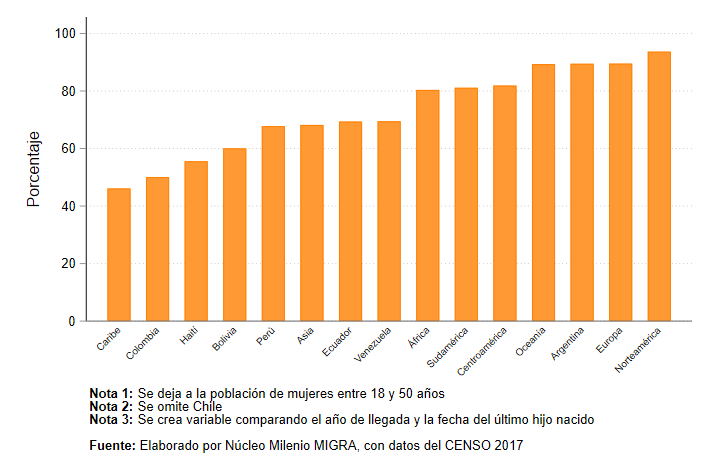 Porcentaje
100
80
60
40
20
0
Caribe
Colombia
Haití
Bolivia
Perú
Asia
Ecuador
Venezuela
África
Sudamérica
Centroamérica
Oceanía
Argentina
Europa
Norteamérica
Nota 1: Se deja a la población de mujeres entre 18 y 50 años
Nota 2: Se omite Chile
Nota 3: Se crea variable comparando el año de llegada y la fecha del último hijo nacido
Fuente: Elaborado por Núcleo Milenio MIGRA, con datos del CENSO 2017